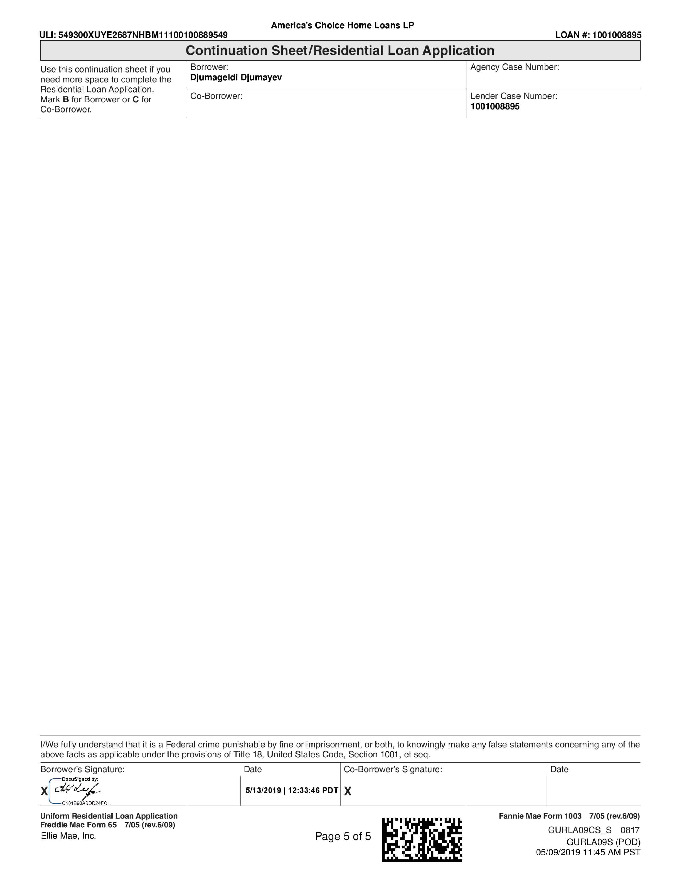 America's Choice Home Loans LP
ULI: 549300XUYE2687NHBM11100100889549
LOAN #: 1001008895
Continuation Sheet/Residential Loan Application
Use this continuation sheet if you
need more space to complete the
Residential Loan Application.
Mark B for Borrower or C for
Co-Borrower.
Borrower:
Djumageldi Djumayev
Agency Case Number:
Co-Borrower:
Lender Case Number:
1001008895
I/We fully understand that it is a Federal crime punishable by fine or imprisonment, or both, to knowingly make any false statements concerning any of the
above facts as applicable under the provisions of Title 18, United States Code, Section 1001, et seq.
Borrower's Signature:
Date
Co-Borrower's Signature:
Date
DocuSigned by:
X
5/13/2019 | 12:33:46 PDT
X
Uniform Residential Loan Application
Freddie Mac Form 65 7/05 (rev.6/09)
Ellie Mae, Inc.
Page 5 of 5
Fannie Mae Form 1003 7/05 (rev.6/09)
GURLA09CS_S 0817
GURLA09S (POD)
05/09/2019 11:45 AM PST